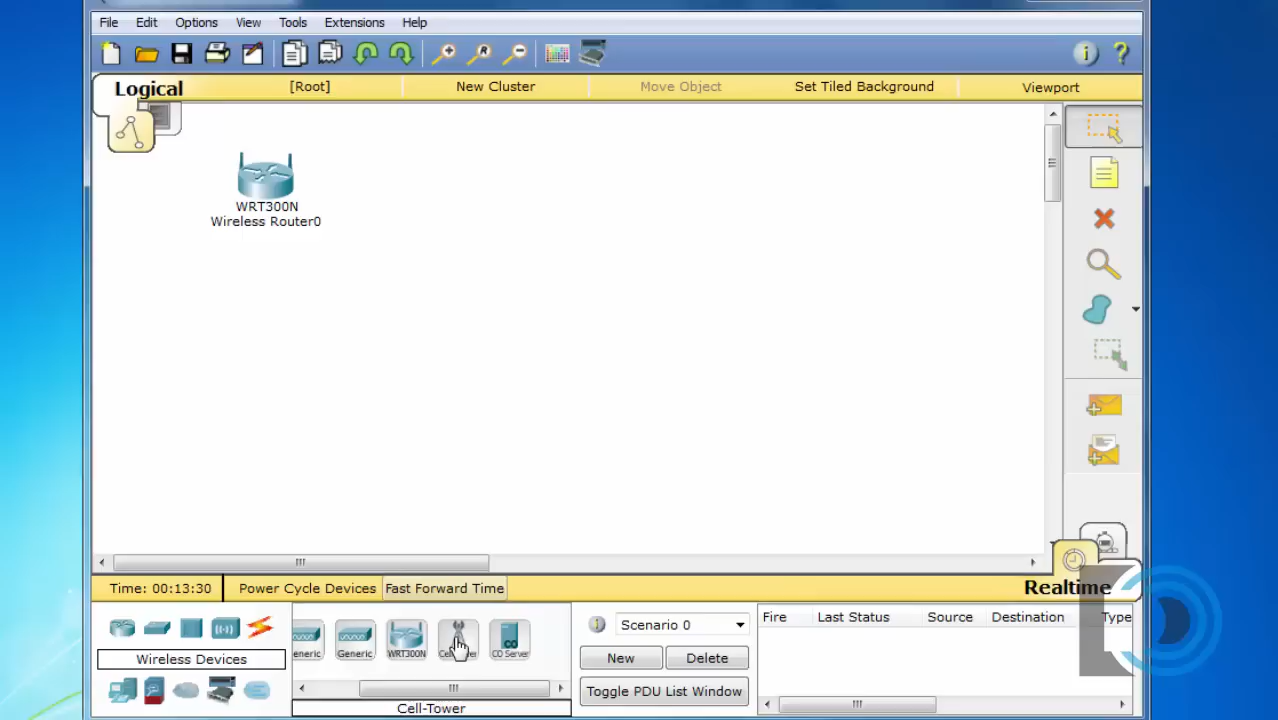 File Edit Options View Tools Extensions Help
Logical [Root] New Cluster Move Object Set Tiled Background Viewport
WRT300N
Wireless Router0
Time: 00:13:30 Power Cycle Devices Fast Forward Time Realtime
Wireless Devices
eneric Generic WRT300N CO Server
Cell-Tower
Scenario 0
New Delete
Toggle PDU List Window
Fire Last Status Source Destination Type